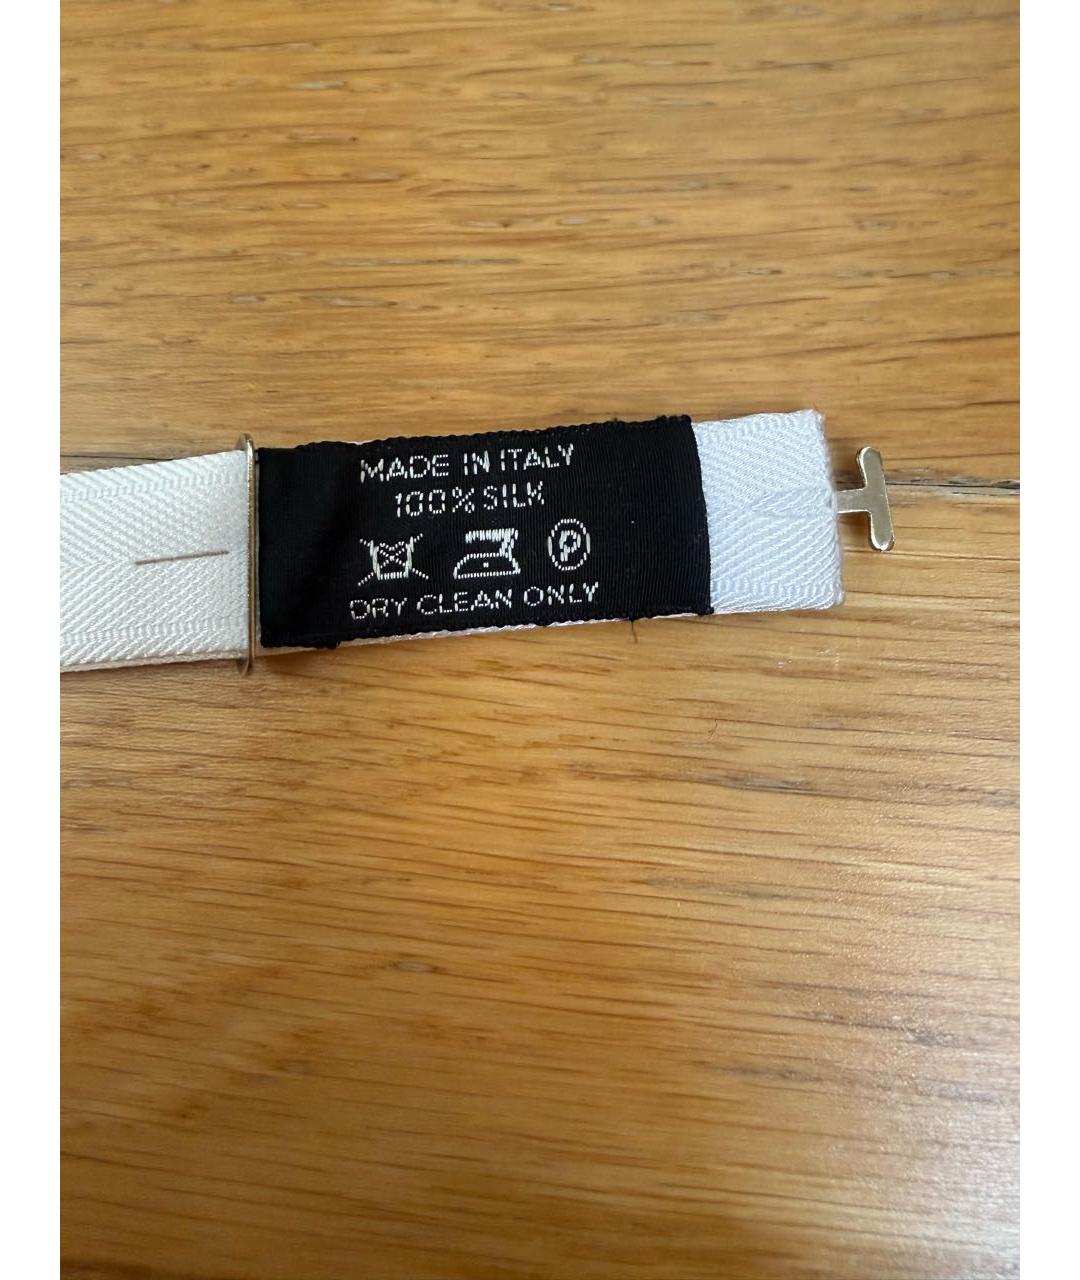 MADE IN ITALY
100% SILK
P
DRY CLEAN ONLY